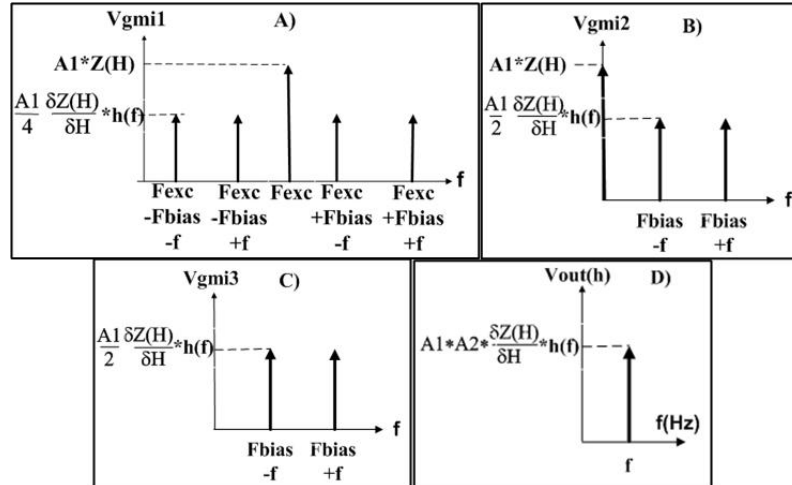 Vgmi1
A)
A1*Z(H)
A1/4 δZ(H)/δH *h(f)
f
Fexc -Fbias -f
Fexc -Fbias +f
Fexc
Fexc +Fbias -f
Fexc +Fbias +f
Vgmi2
B)
A1*Z(H)
A1/2 δZ(H)/δH *h(f)
f
Fbias -f
Fbias +f
Vgmi3
C)
A1/2 δZ(H)/δH *h(f)
f
Fbias -f
Fbias +f
Vout(h)
D)
A1*A2* δZ(H)/δH *h(f)
f(Hz)
f